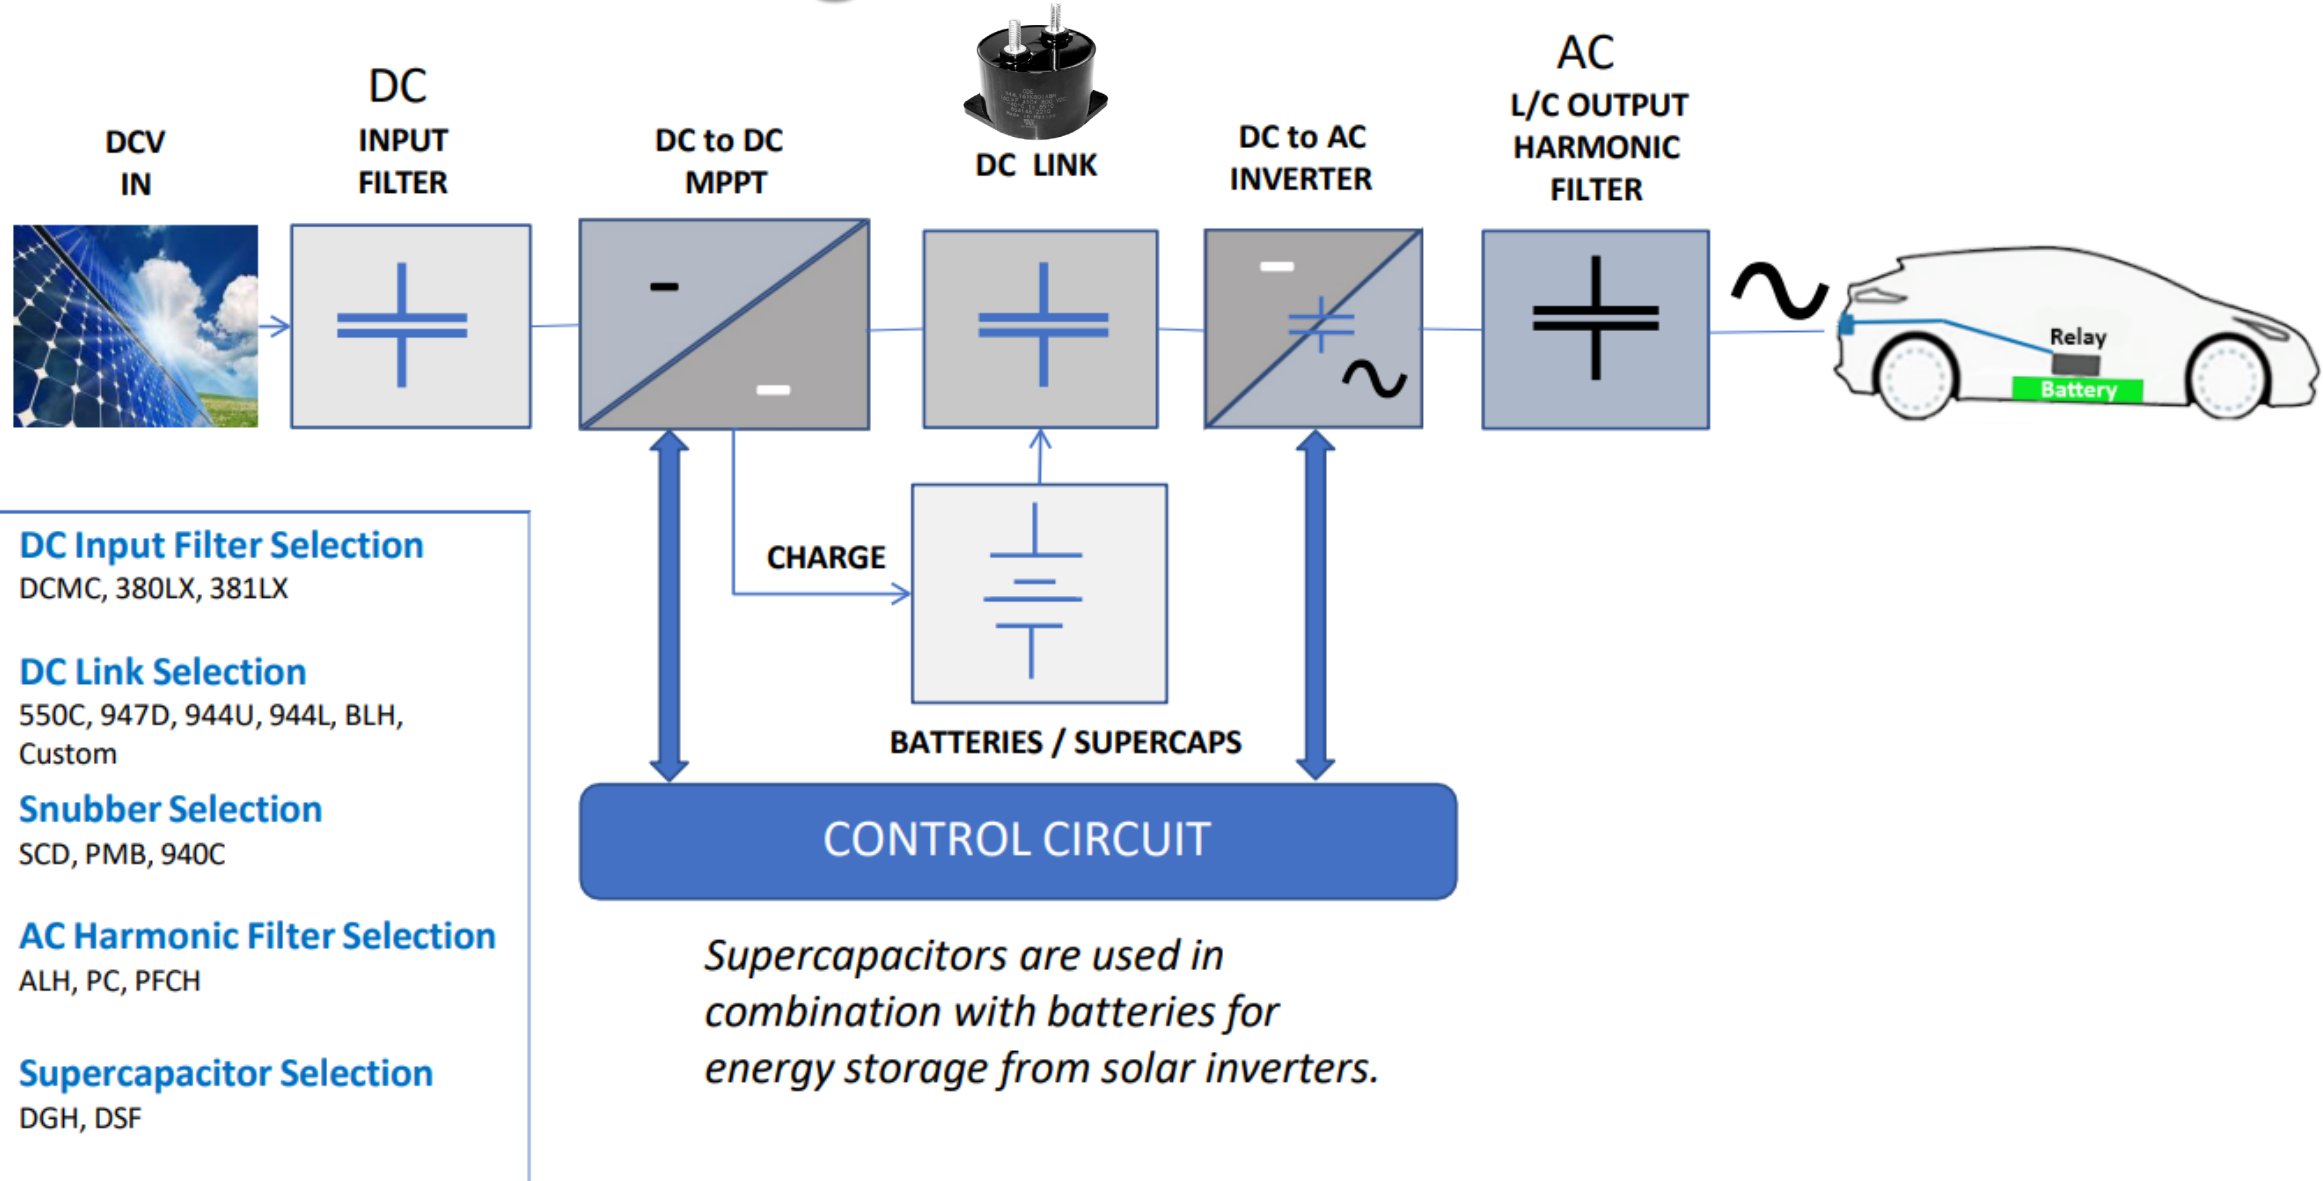 DC
AC
DCV
IN
INPUT
FILTER
DC to DC
MPPT
DC LINK
DC to AC
INVERTER
L/C OUTPUT
HARMONIC
FILTER
Relay
Battery
CHARGE
BATTERIES / SUPERCAPS
CONTROL CIRCUIT
Supercapacitors are used in
combination with batteries for
energy storage from solar inverters.
DC Input Filter Selection
DCMC, 380LX, 381LX
DC Link Selection
550C, 947D, 944U, 944L, BLH,
Custom
Snubber Selection
SCD, PMB, 940C
AC Harmonic Filter Selection
ALH, PC, PFCH
Supercapacitor Selection
DGH, DSF